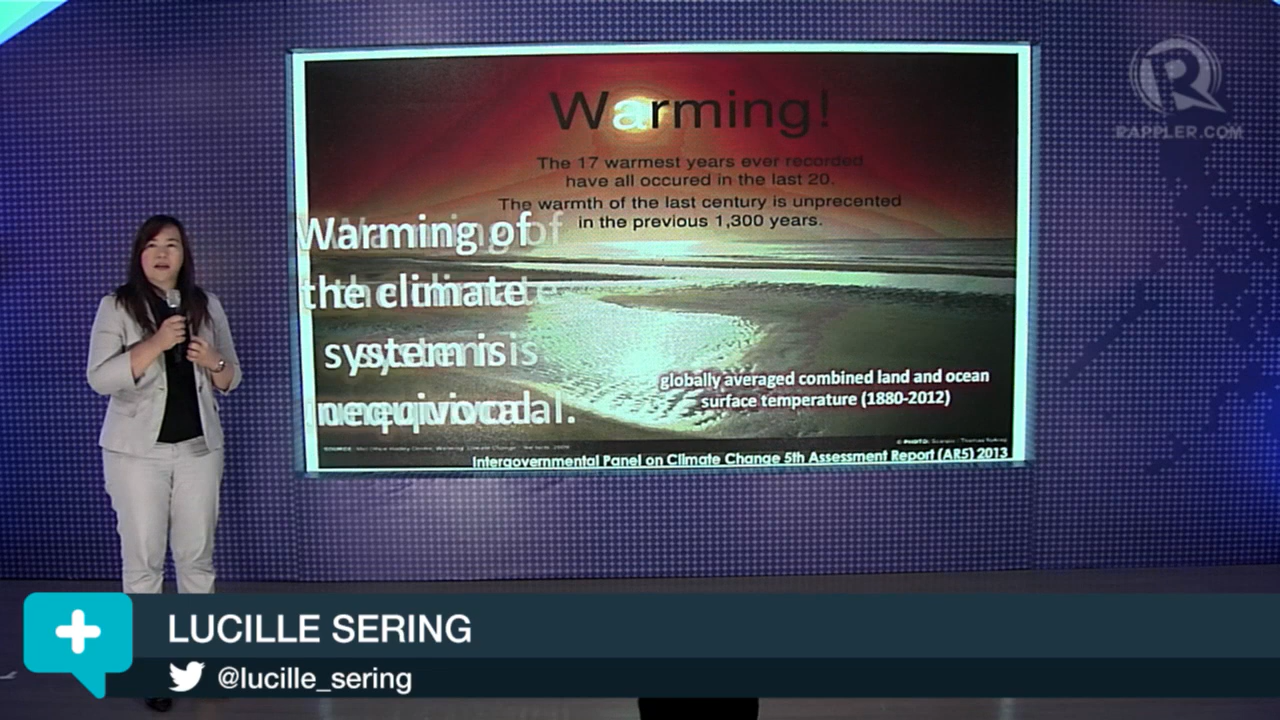 RAPPLER.COM
Warming!
The 17 warmest years ever recorded
have all occured in the last 20.
The warmth of the last century is unprecented
in the previous 1,300 years.
Warming of
the climate
system is
unequivocal.
globally averaged combined land and ocean
surface temperature (1880-2012)
Intergovernmental Panel on Climate Change 5th Assessment Report (AR5) 2013
LUCILLE SERING
@lucille_sering